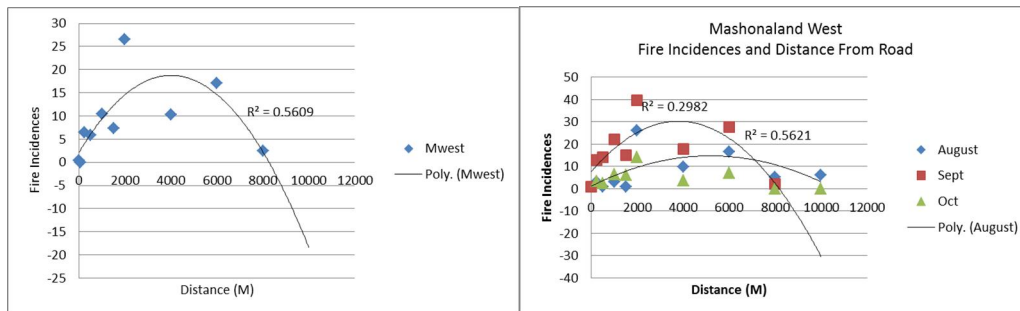 30
25
20
15
10
5
0
-5
-10
-15
-20
-25
0 2000 4000 6000 8000 10000 12000
Fire Incidences
Distance (M)
R² = 0.5609
Mwest
Poly. (Mwest)
Mashonaland West
Fire Incidences and Distance From Road
50
40
30
20
10
0
-10
-20
-30
-40
0 2000 4000 6000 8000 10000 12000
Fire Incidences
Distance (M)
R² = 0.2982
R² = 0.5621
August
Sept
Oct
Poly. (August)